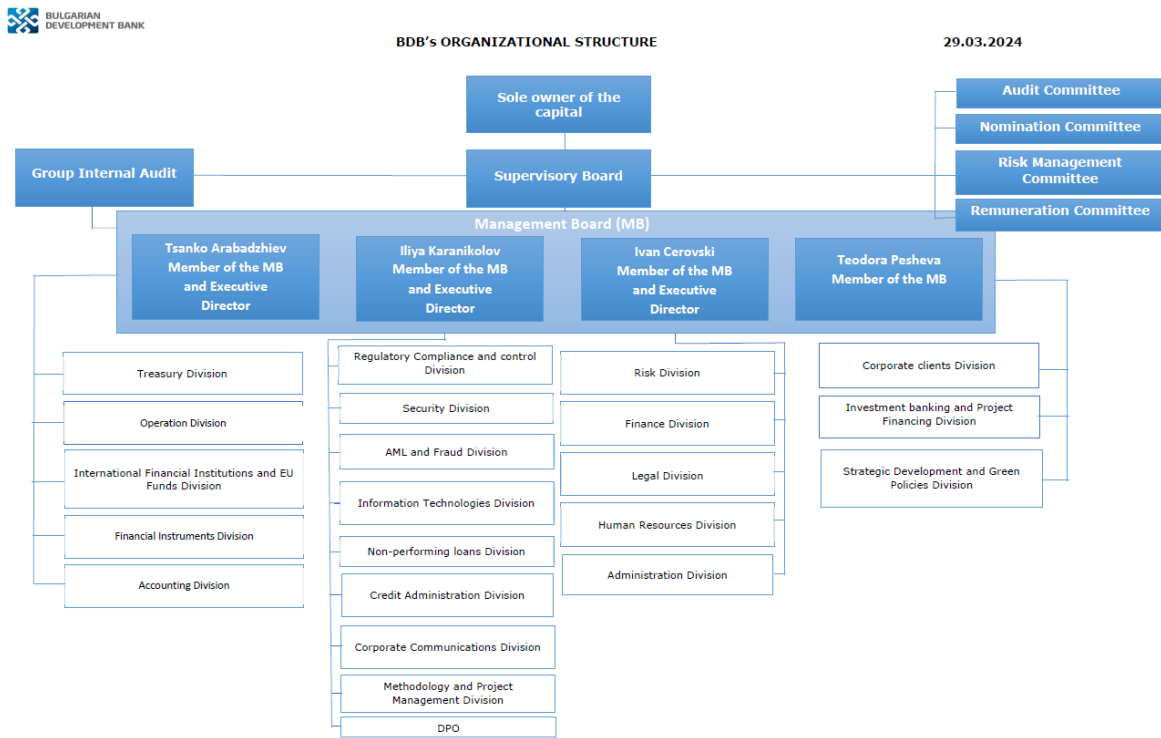 BULGARIAN
DEVELOPMENT BANK
BDB's ORGANIZATIONAL STRUCTURE
29.03.2024
Sole owner of the
capital
Audit Committee
Nomination Committee
Risk Management
Committee
Remuneration Committee
Group Internal Audit
Supervisory Board
Management Board (MB)
Tsanko Arabadzhiev
Member of the MB
and Executive
Director
Iliya Karanikolov
Member of the MB
and Executive
Director
Ivan Cerovski
Member of the MB
and Executive
Director
Teodora Pesheva
Member of the MB
Treasury Division
Operation Division
International Financial Institutions and EU
Funds Division
Financial Instruments Division
Accounting Division
Regulatory Compliance and control
Division
Security Division
AML and Fraud Division
Information Technologies Division
Non-performing loans Division
Credit Administration Division
Corporate Communications Division
Methodology and Project
Management Division
DPO
Risk Division
Finance Division
Legal Division
Human Resources Division
Administration Division
Corporate clients Division
Investment banking and Project
Financing Division
Strategic Development and Green
Policies Division